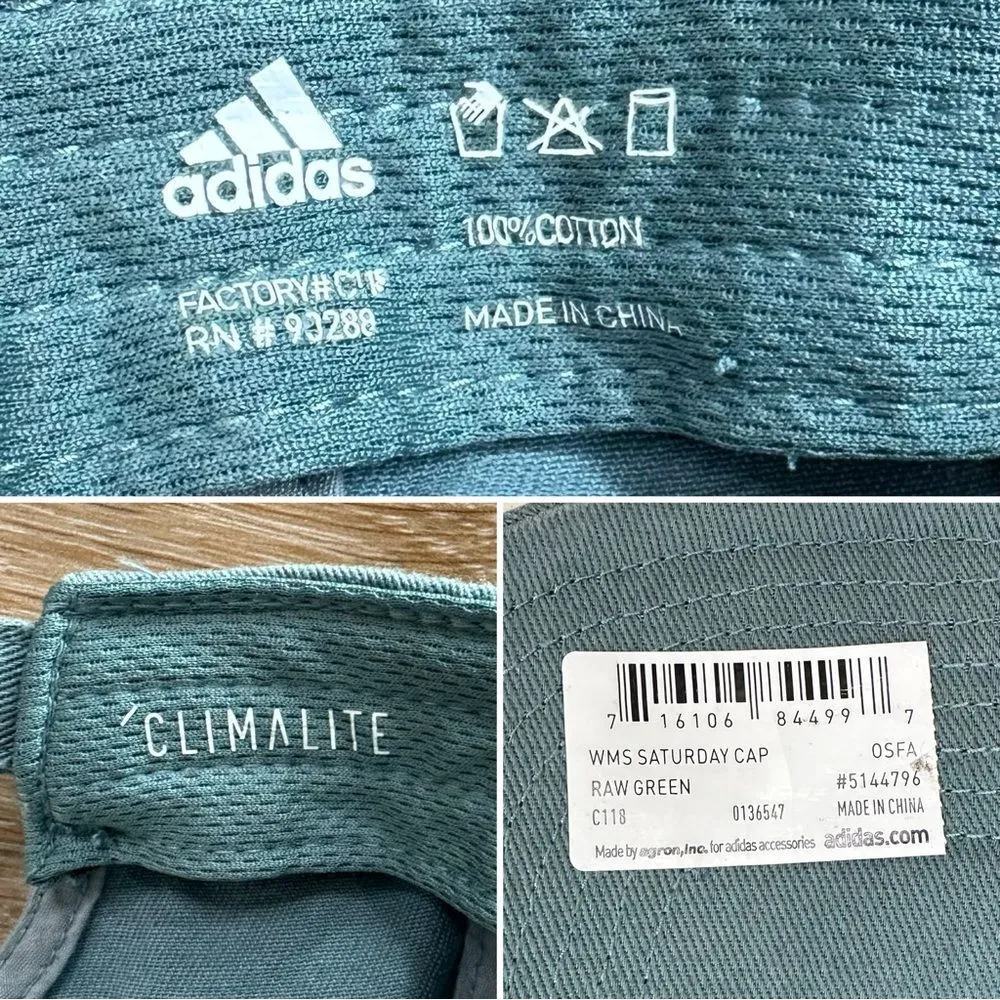 adidas
FACTORY#C118
RN # 90288
100%COTTON
MADE IN CHINA
CLIMALITE
7 16106 84499 7
WMS SATURDAY CAP OSFA
RAW GREEN #5144796
C118 0136547 MADE IN CHINA
Made by agron,Inc. for adidas accessories adidas.com